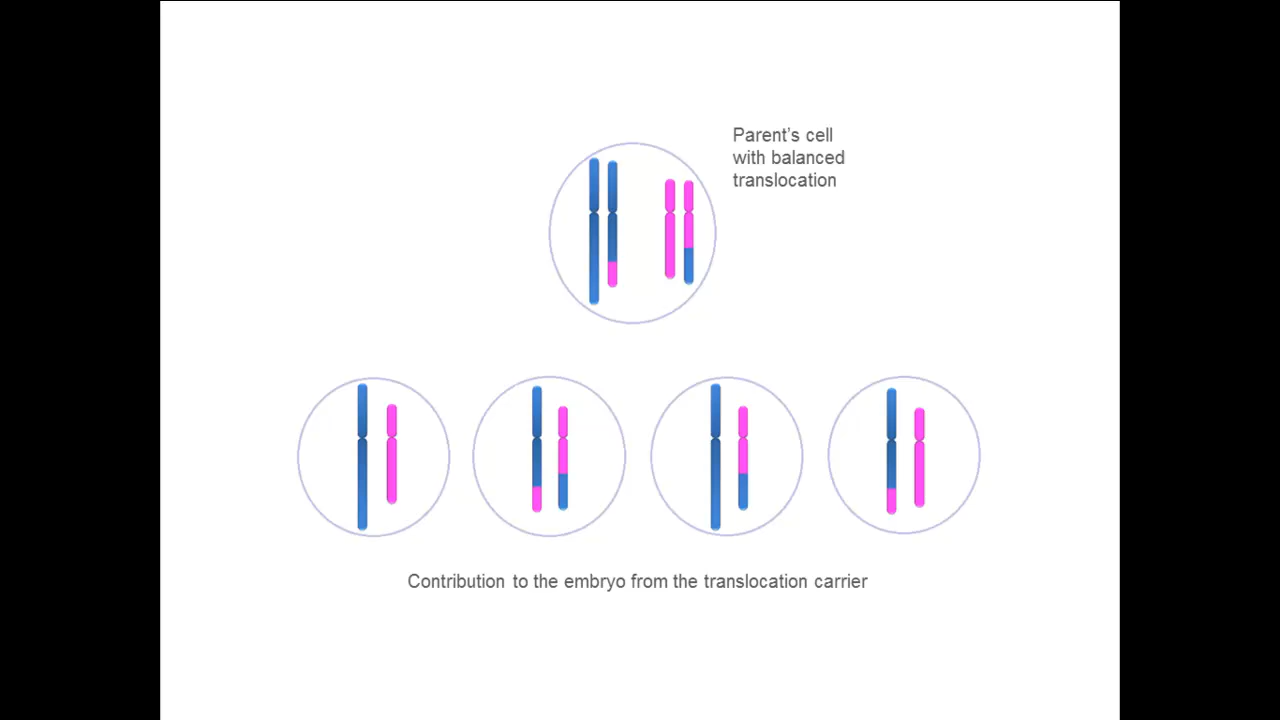 Parent’s cell
with balanced
translocation
Contribution to the embryo from the translocation carrier